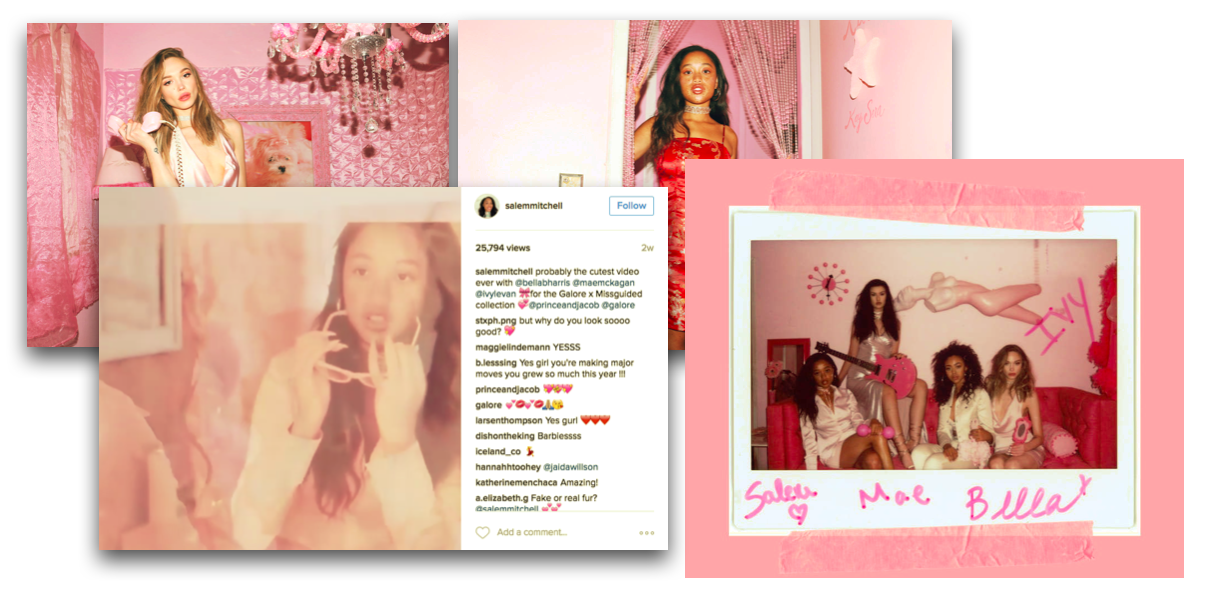 salemmitchell
Follow
25,794 views
2w
salemmitchell probably the cutest video
ever with @bellabharris @maemckagan
@ivylevan 🎀for the Galore x Missguided
collection 💞@princeandjacob @galore
stxph.png but why do you look soooo
good? 💖
maggielindemann YESSS
b.lesssing Yes girl you're making major
moves you grew so much this year !!!
princeandjacob 💖💖💖
galore 💕💋💕💋🙏😘
larsenthompson Yes gurl ❤️❤️❤️
dishontheking Barbiessss
iceland_co 💃
hannahhtoohey @jaidawillson
katherinemenchaca Amazing!
a.elizabeth.g Fake or real fur?
@salemmitchell 💕💕
Add a comment...
IVY
Salem
Mae
Bella